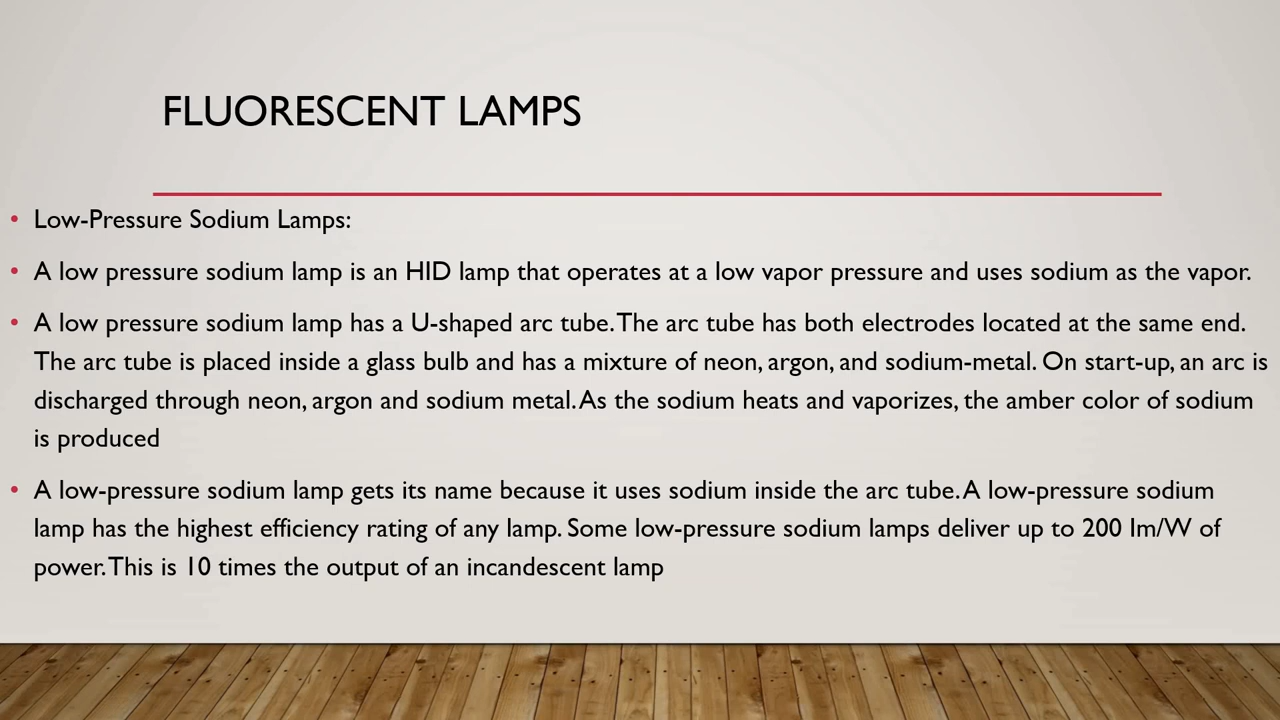 FLUORESCENT LAMPS
• Low-Pressure Sodium Lamps:
• A low pressure sodium lamp is an HID lamp that operates at a low vapor pressure and uses sodium as the vapor.
• A low pressure sodium lamp has a U-shaped arc tube. The arc tube has both electrodes located at the same end.
The arc tube is placed inside a glass bulb and has a mixture of neon, argon, and sodium-metal. On start-up, an arc is
discharged through neon, argon and sodium metal. As the sodium heats and vaporizes, the amber color of sodium
is produced
• A low-pressure sodium lamp gets its name because it uses sodium inside the arc tube. A low-pressure sodium
lamp has the highest efficiency rating of any lamp. Some low-pressure sodium lamps deliver up to 200 lm/W of
power. This is 10 times the output of an incandescent lamp